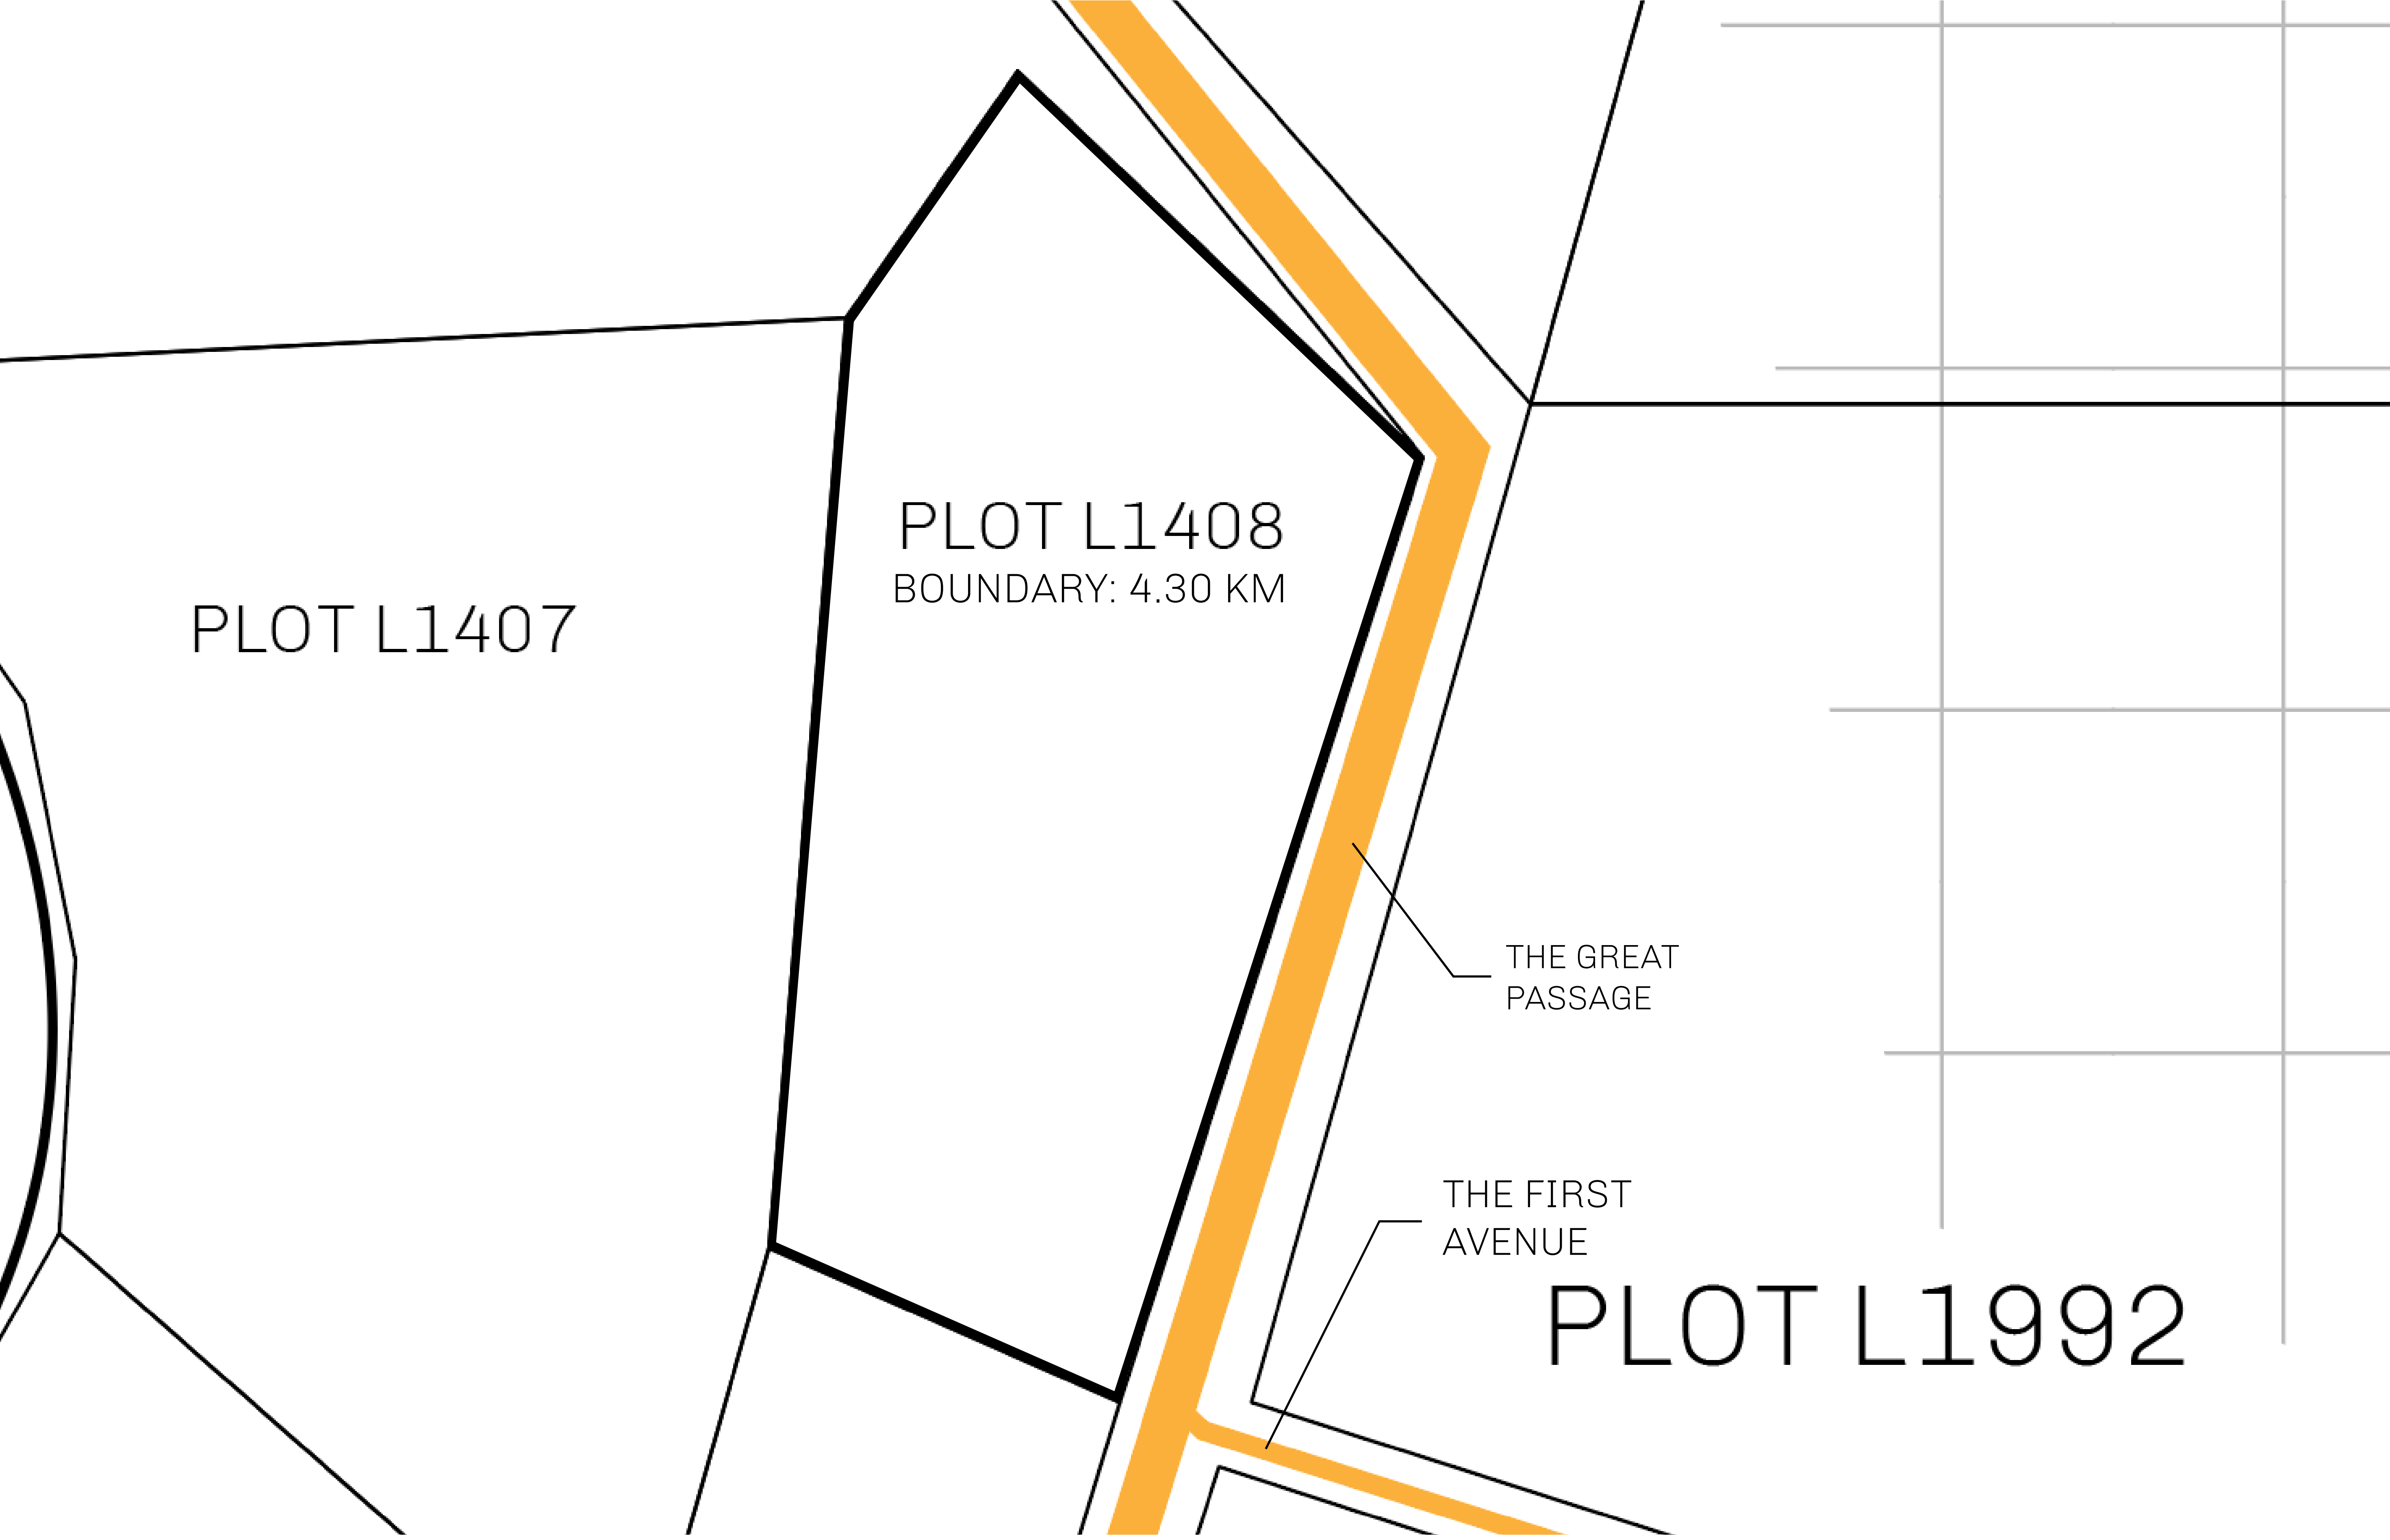 PLOT L1408
BOUNDARY: 4.30 KM
PLOT L1407
THE GREAT
PASSAGE
THE FIRST
AVENUE
PLOT L1992